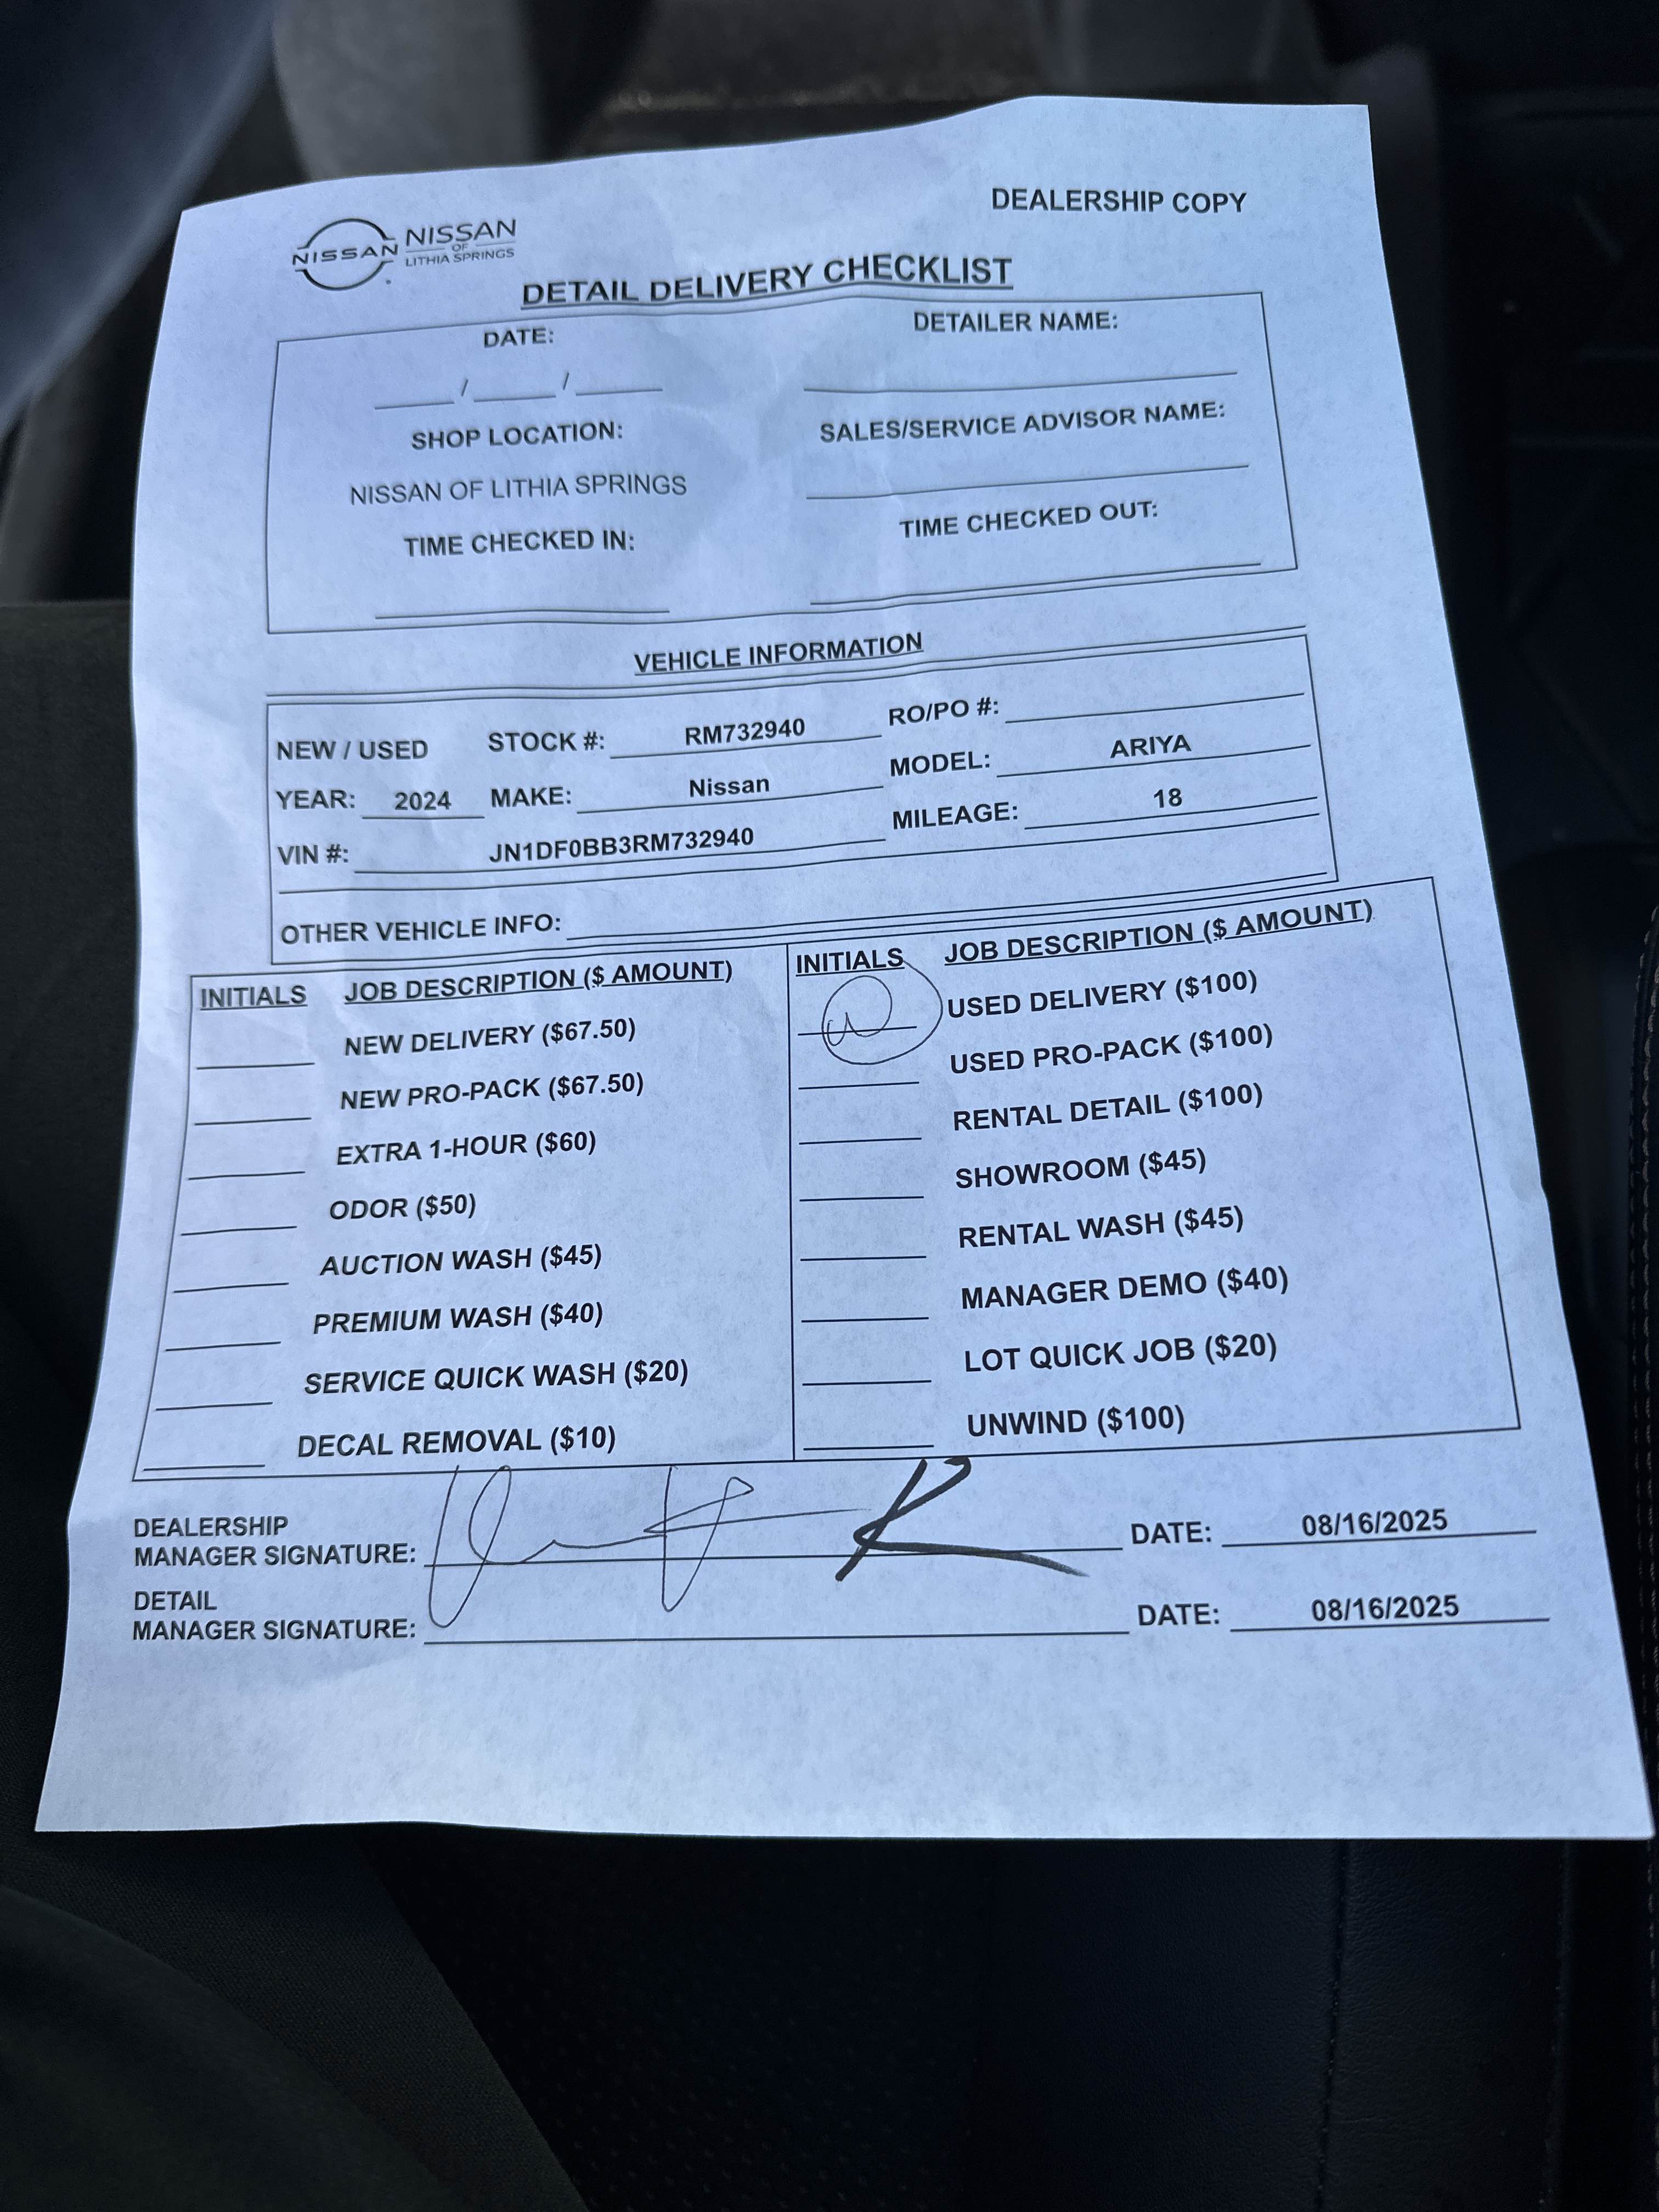 DEALERSHIP COPY
NISSAN NISSAN
OF
LITHIA SPRINGS
DETAIL DELIVERY CHECKLIST
DATE: DETAILER NAME:
____/____/____ ____
SHOP LOCATION: SALES/SERVICE ADVISOR NAME:
NISSAN OF LITHIA SPRINGS
TIME CHECKED IN: TIME CHECKED OUT:
VEHICLE INFORMATION
NEW / USED STOCK #: RM732940 RO/PO #:
YEAR: 2024 MAKE: Nissan MODEL: ARIYA
VIN #: JN1DF0BB3RM732940 MILEAGE: 18
OTHER VEHICLE INFO:
INITIALS JOB DESCRIPTION ($ AMOUNT)
NEW DELIVERY ($67.50)
NEW PRO-PACK ($67.50)
EXTRA 1-HOUR ($60)
ODOR ($50)
AUCTION WASH ($45)
PREMIUM WASH ($40)
SERVICE QUICK WASH ($20)
DECAL REMOVAL ($10)
INITIALS JOB DESCRIPTION ($ AMOUNT)
USED DELIVERY ($100)
USED PRO-PACK ($100)
RENTAL DETAIL ($100)
SHOWROOM ($45)
RENTAL WASH ($45)
MANAGER DEMO ($40)
LOT QUICK JOB ($20)
UNWIND ($100)
DEALERSHIP
MANAGER SIGNATURE: DATE: 08/16/2025
DETAIL
MANAGER SIGNATURE: DATE: 08/16/2025